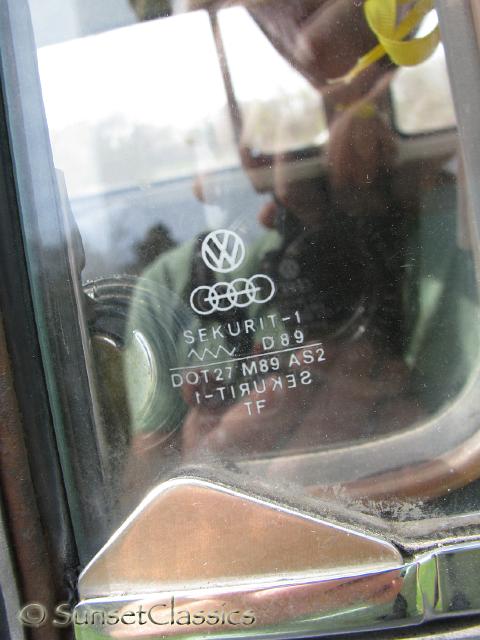 VW
SEKURIT-1
D89
DOT27 M89 AS2
SEKURIT-1
TF
© SunsetClassics